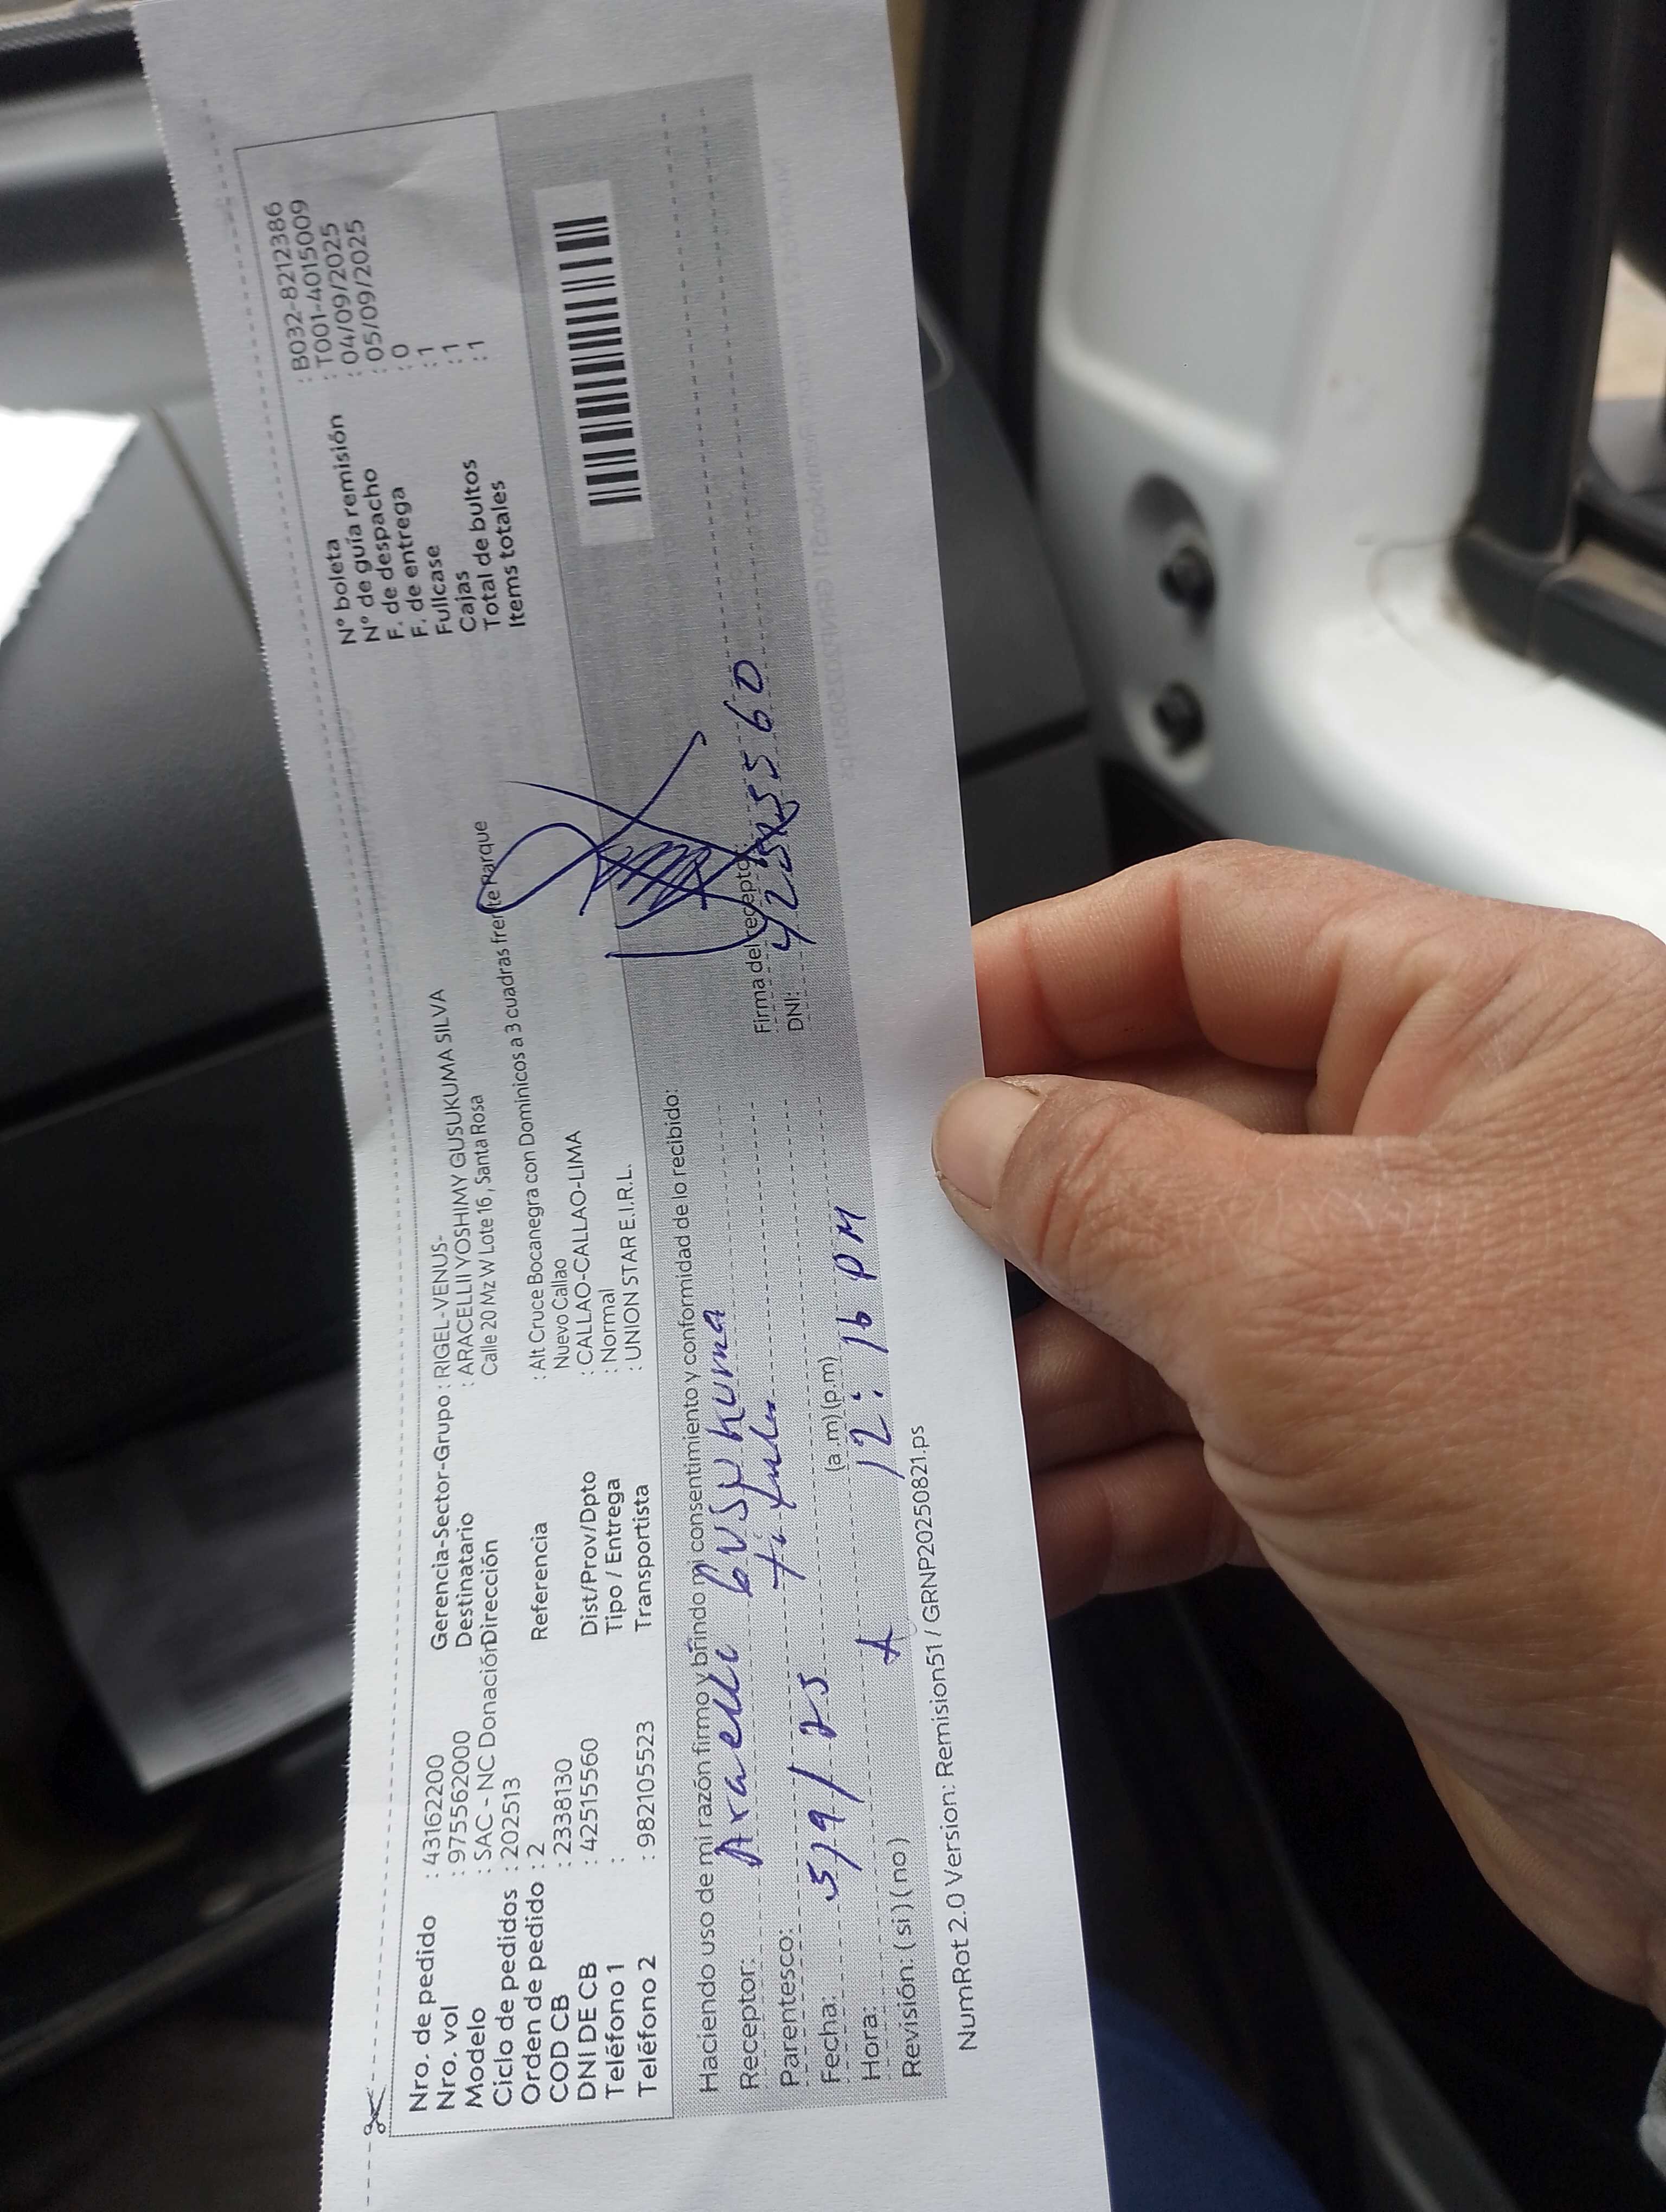 Nro. de pedido : 43162200
Nro. vol : 975562000
Modelo : SAC - NC Donación
Ciclo de pedidos : 202513
Orden de pedido : 2
COD CB : 2338130
DNI DE CB : 42515560
Teléfono 1 :
Teléfono 2 : 982105523
Gerencia-Sector-Grupo : RIGEL-VENUS-
Destinatario : ARACELLII YOSHIMY GUSUKUMA SILVA
Dirección Calle 20 Mz W Lote 16 , Santa Rosa
Referencia : Alt Cruce Bocanegra con Dominicos a 3 cuadras frente Parque
Nuevo Callao
Dist/Prov/Dpto : CALLAO-CALLAO-LIMA
Tipo / Entrega : Normal
Transportista : UNION STAR E.I.R.L.
N° boleta : B032-8212386
N° de guía remisión : T001-4015009
F. de despacho : 04/09/2025
F. de entrega : 05/09/2025
Fullcase : 0
Cajas : 1
Total de bultos : 1
Items totales : 1
Haciendo uso de mi razón firmo y brindo mi consentimiento y conformidad de lo recibido:
Receptor: Aracelli Gusukuma
Parentesco: titular
Fecha: 5/9/25
(a.m) (p.m)
Hora: 12:16 PM
Revisión: (si) (no) A
Firma del receptor:
DNI: 5560
NumRot 2.0 Version: Remision51 / GRNP20250821.ps